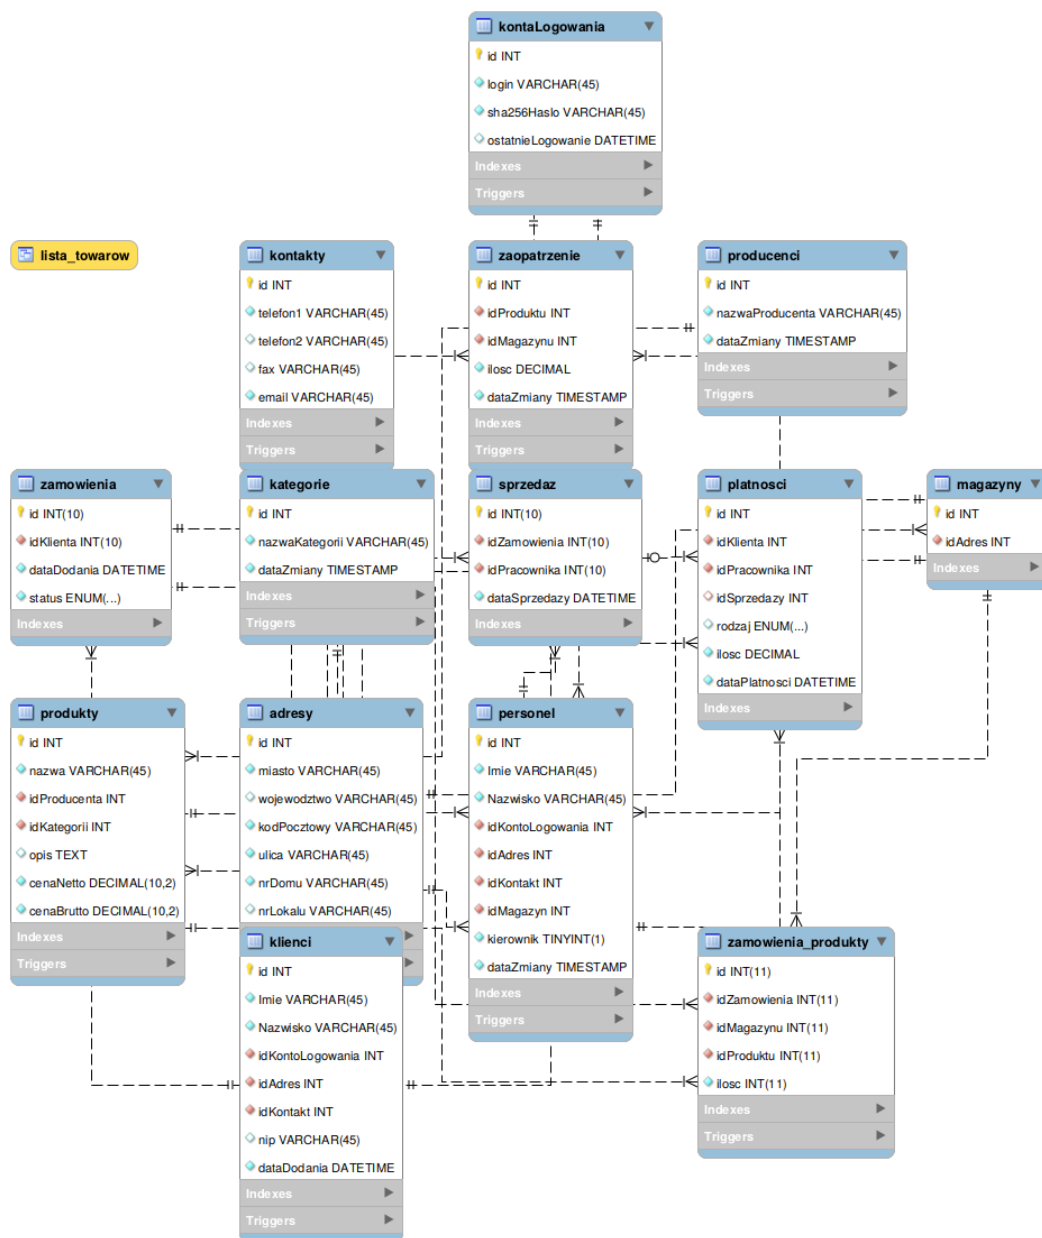 kontaLogowania
id INT
login VARCHAR(45)
sha256Haslo VARCHAR(45)
ostatnieLogowanie DATETIME
Indexes
Triggers
lista_towarow
kontakty
id INT
telefon1 VARCHAR(45)
telefon2 VARCHAR(45)
fax VARCHAR(45)
email VARCHAR(45)
Indexes
Triggers
zaopatrzenie
id INT
idProduktu INT
idMagazynu INT
ilosc DECIMAL
dataZmiany TIMESTAMP
Indexes
Triggers
producenci
id INT
nazwaProducenta VARCHAR(45)
dataZmiany TIMESTAMP
Indexes
Triggers
zamowienia
id INT(10)
idKlienta INT(10)
dataDodania DATETIME
status ENUM(...)
Indexes
kategorie
id INT
nazwaKategorii VARCHAR(45)
dataZmiany TIMESTAMP
Indexes
Triggers
sprzedaz
id INT(10)
idZamowienia INT(10)
idPracownika INT(10)
dataSprzedazy DATETIME
Indexes
platnosci
id INT
idKlienta INT
idPracownika INT
idSprzedazy INT
rodzaj ENUM(...)
ilosc DECIMAL
dataPlatnosci DATETIME
Indexes
magazyny
id INT
idAdres INT
Indexes
produkty
id INT
nazwa VARCHAR(45)
idProducenta INT
idKategorii INT
opis TEXT
cenaNetto DECIMAL(10,2)
cenaBrutto DECIMAL(10,2)
Indexes
Triggers
adresy
id INT
miasto VARCHAR(45)
wojewodztwo VARCHAR(45)
kodPocztowy VARCHAR(45)
ulica VARCHAR(45)
nrDomu VARCHAR(45)
nrLokalu VARCHAR(45)
personel
id INT
Imie VARCHAR(45)
Nazwisko VARCHAR(45)
idKontoLogowania INT
idAdres INT
idKontakt INT
idMagazyn INT
kierownik TINYINT(1)
dataZmiany TIMESTAMP
Indexes
Triggers
klienci
id INT
Imie VARCHAR(45)
Nazwisko VARCHAR(45)
idKontoLogowania INT
idAdres INT
idKontakt INT
nip VARCHAR(45)
dataDodania DATETIME
Indexes
Triggers
zamowienia_produkty
id INT(11)
idZamowienia INT(11)
idMagazynu INT(11)
idProduktu INT(11)
ilosc INT(11)
Indexes
Triggers